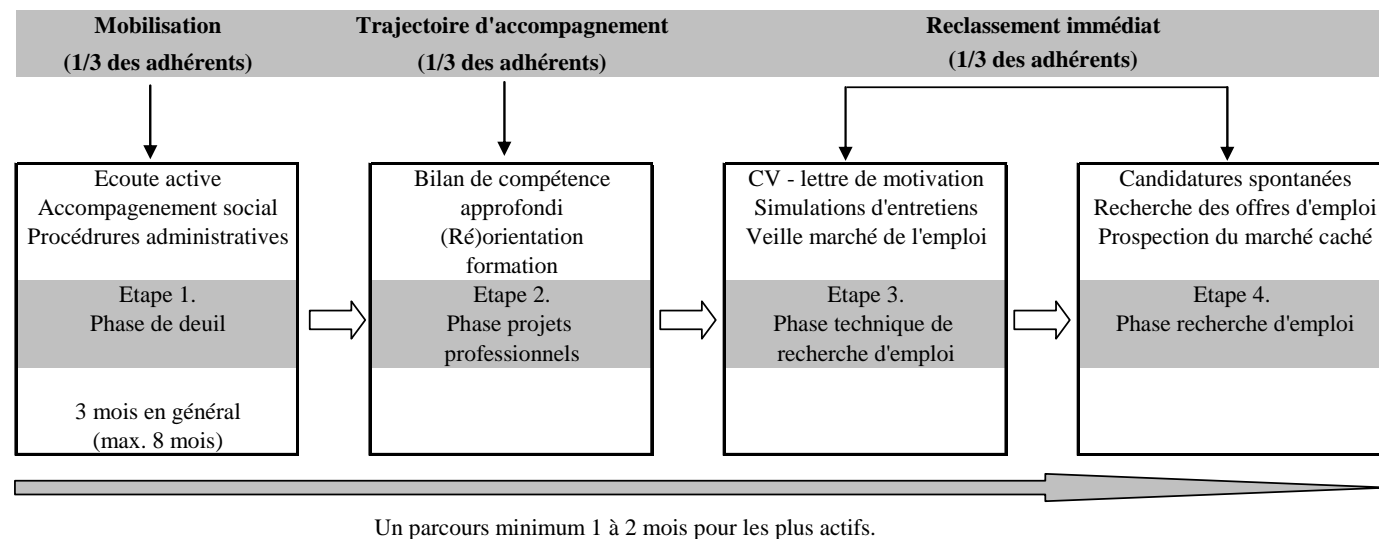 Mobilisation
(1/3 des adhérents)
Trajectoire d'accompagnement
(1/3 des adhérents)
Reclassement immédiat
(1/3 des adhérents)
Ecoute active
Accompagenement social
Procédrures administratives
Etape 1.
Phase de deuil
3 mois en général
(max. 8 mois)
Bilan de compétence
approfondi
(Ré)orientation
formation
Etape 2.
Phase projets
professionnels
CV - lettre de motivation
Simulations d'entretiens
Veille marché de l'emploi
Etape 3.
Phase technique de
recherche d'emploi
Candidatures spontanées
Recherche des offres d'emploi
Prospection du marché caché
Etape 4.
Phase recherche d'emploi
Un parcours minimum 1 à 2 mois pour les plus actifs.